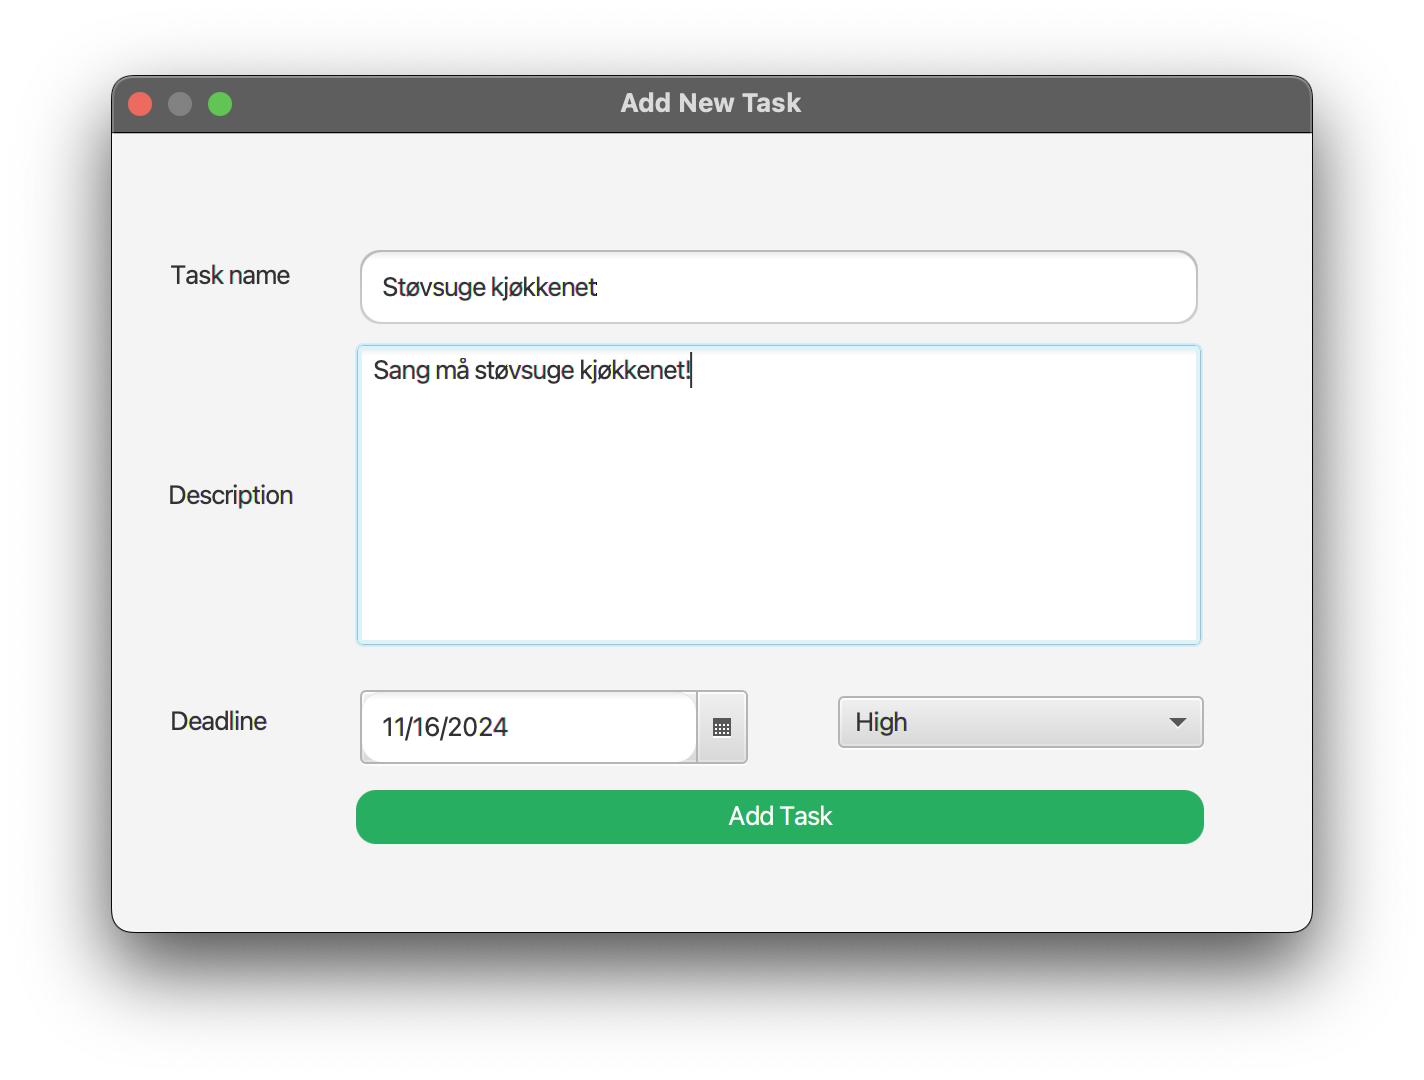 Add New Task
Task name
Støvsuge kjøkkenet
Sang må støvsuge kjøkkenet!
Description
Deadline
11/16/2024
High
Add Task